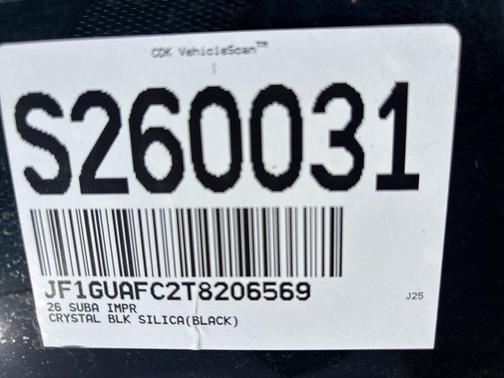 CDK VehicleScan™
S260031
JF1GUAFC2T8206569
26 SUBA IMPR
CRYSTAL BLK SILICA(BLACK)
J25